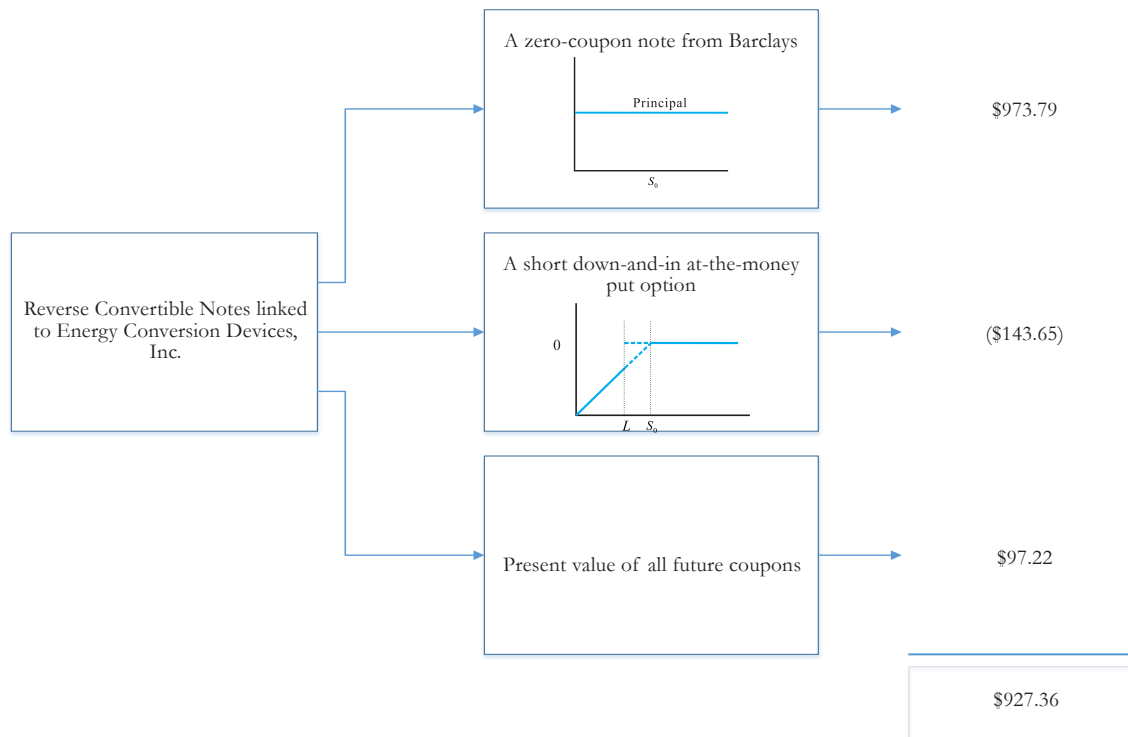 A zero-coupon note from Barclays
Principal
S₀
$973.79
Reverse Convertible Notes linked
to Energy Conversion Devices,
Inc.
A short down-and-in at-the-money
put option
0
L S₀
($143.65)
Present value of all future coupons
$97.22
$927.36